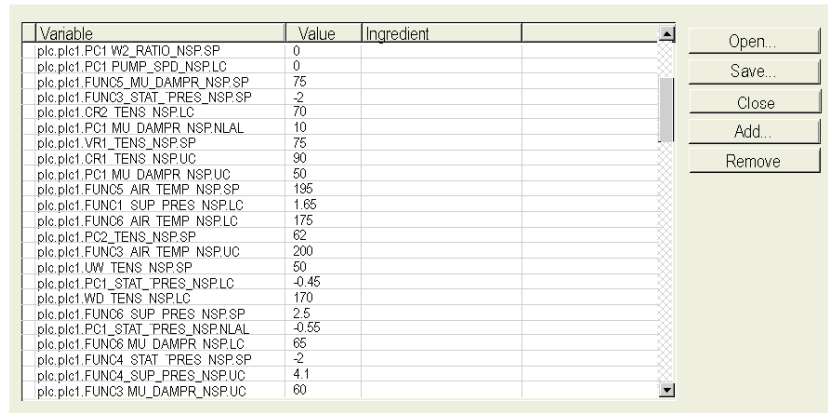 Variable Value Ingredient
plc.plc1.PC1 W2_RATIO_NSP.SP 0
plc.plc1.PC1 PUMP_SPD_NSP.LC 0
plc.plc1.FUNC5_MU_DAMPR_NSP.SP 75
plc.plc1.FUNC3_STAT_PRES_NSP.SP -2
plc.plc1.CR2 TENS NSP.LC 70
plc.plc1.PC1 MU DAMPR NSP.NLAL 10
plc.plc1.VR1_TENS_NSP.SP 75
plc.plc1.CR1 TENS NSP.UC 90
plc.plc1.PC1 MU DAMPR NSP.UC 50
plc.plc1.FUNC5 AIR TEMP NSP.SP 195
plc.plc1.FUNC1 SUP PRES NSP.LC 1.65
plc.plc1.FUNC6 AIR TEMP NSP.LC 175
plc.plc1.PC2_TENS_NSP.SP 62
plc.plc1.FUNC3 AIR TEMP NSP.UC 200
plc.plc1.UW TENS NSP.SP 50
plc.plc1.PC1_STAT_PRES_NSP.LC -0.45
plc.plc1.WD TENS NSP.LC 170
plc.plc1.FUNC6 SUP PRES NSP.SP 2.5
plc.plc1.PC1_STAT_PRES_NSP.NLAL -0.55
plc.plc1.FUNC6 MU DAMPR_NSP.LC 65
plc.plc1.FUNC4 STAT PRES NSP.SP -2
plc.plc1.FUNC4_SUP_PRES_NSP.UC 4.1
plc.plc1.FUNC3 MU_DAMPR_NSP.UC 60
Open...
Save...
Close
Add...
Remove